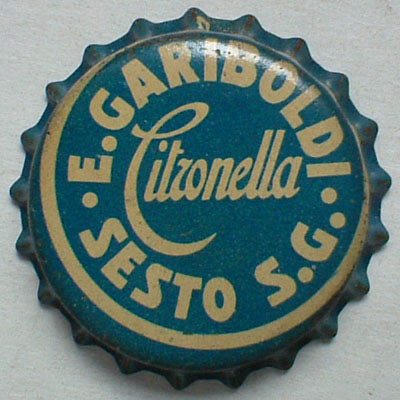 E. GARIBOLDI
Citronella
SESTO S.G.